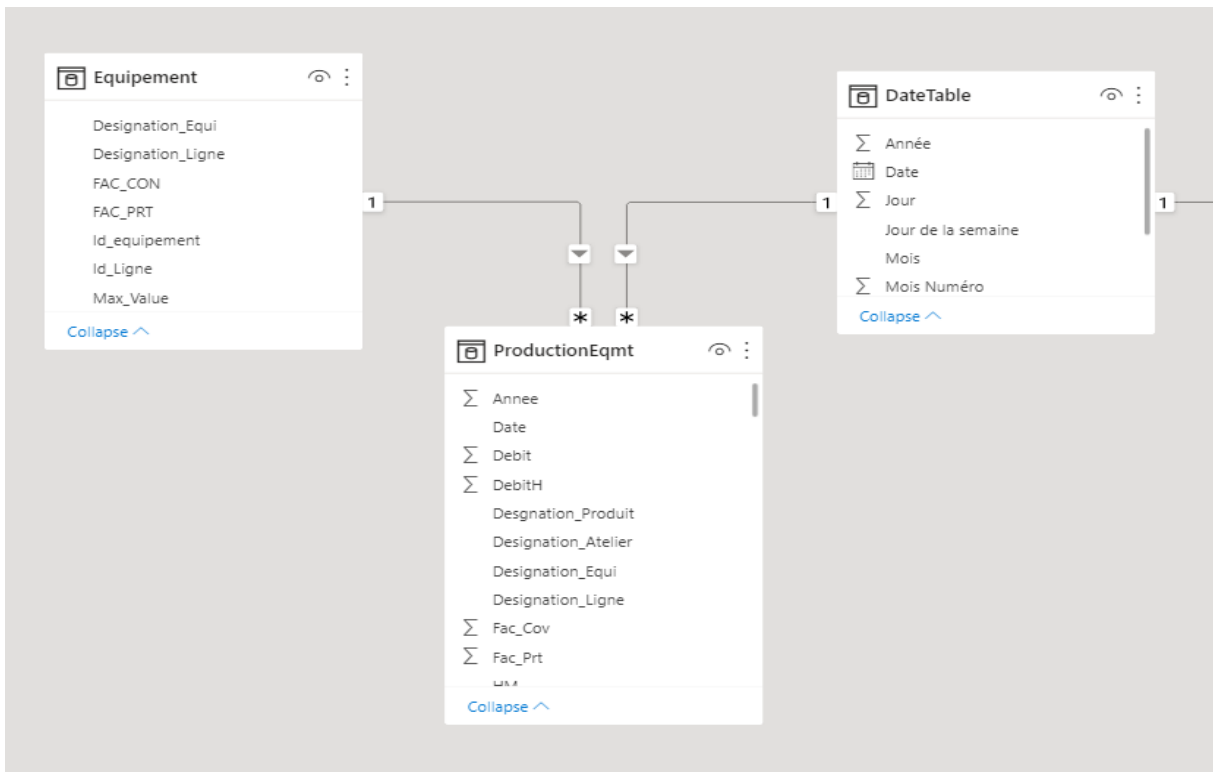 Equipement
Designation_Equi
Designation_Ligne
FAC_CON
FAC_PRT
Id_equipement
Id_Ligne
Max_Value
Collapse
1
DateTable
Σ Année
Date
Σ Jour
Jour de la semaine
Mois
Σ Mois Numéro
Collapse
1
1
*
*
ProductionEqmt
Σ Annee
Date
Σ Debit
Σ DebitH
Desgnation_Produit
Designation_Atelier
Designation_Equi
Designation_Ligne
Σ Fac_Cov
Σ Fac_Prt
Collapse